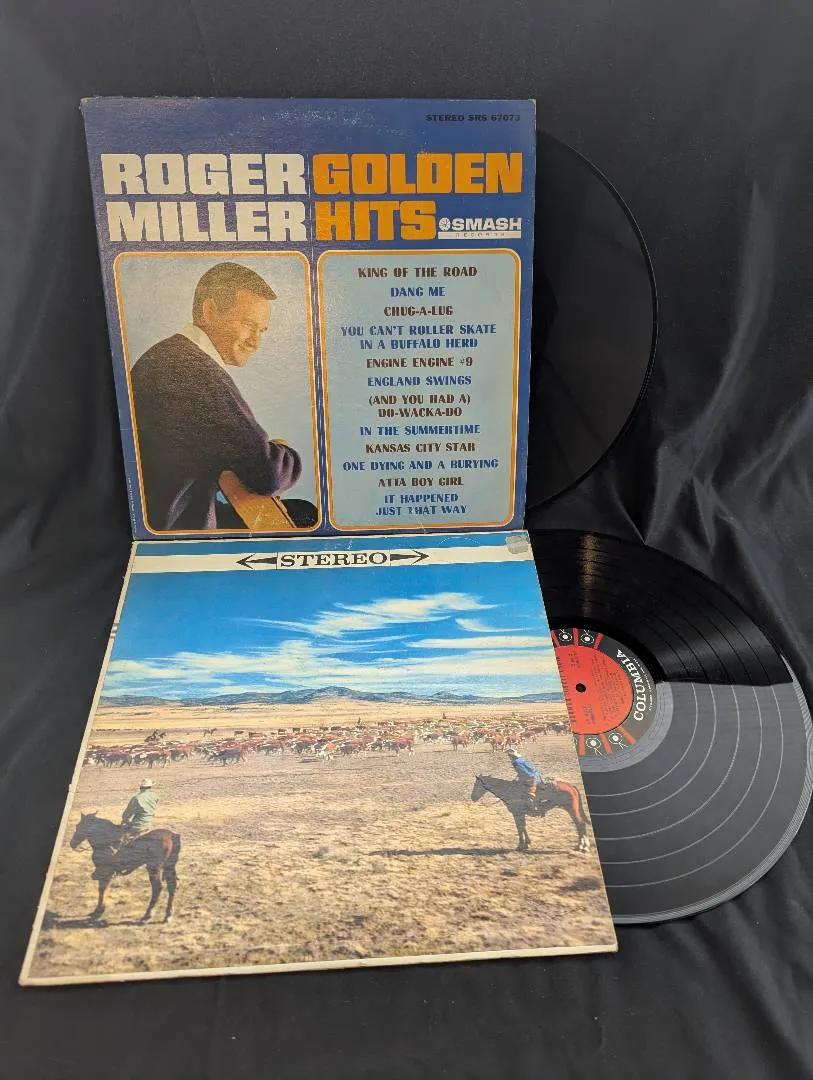 STEREO SRS 67073
ROGER GOLDEN
MILLER HITS
SMASH
RECORDS
KING OF THE ROAD
DANG ME
CHUG-A-LUG
YOU CAN'T ROLLER SKATE
IN A BUFFALO HERD
ENGINE ENGINE #9
ENGLAND SWINGS
(AND YOU HAD A)
DO-WACKA-DO
IN THE SUMMERTIME
KANSAS CITY STAR
ONE DYING AND A BURYING
ATTA BOY GIRL
IT HAPPENED
JUST THAT WAY
STEREO
COLUMBIA